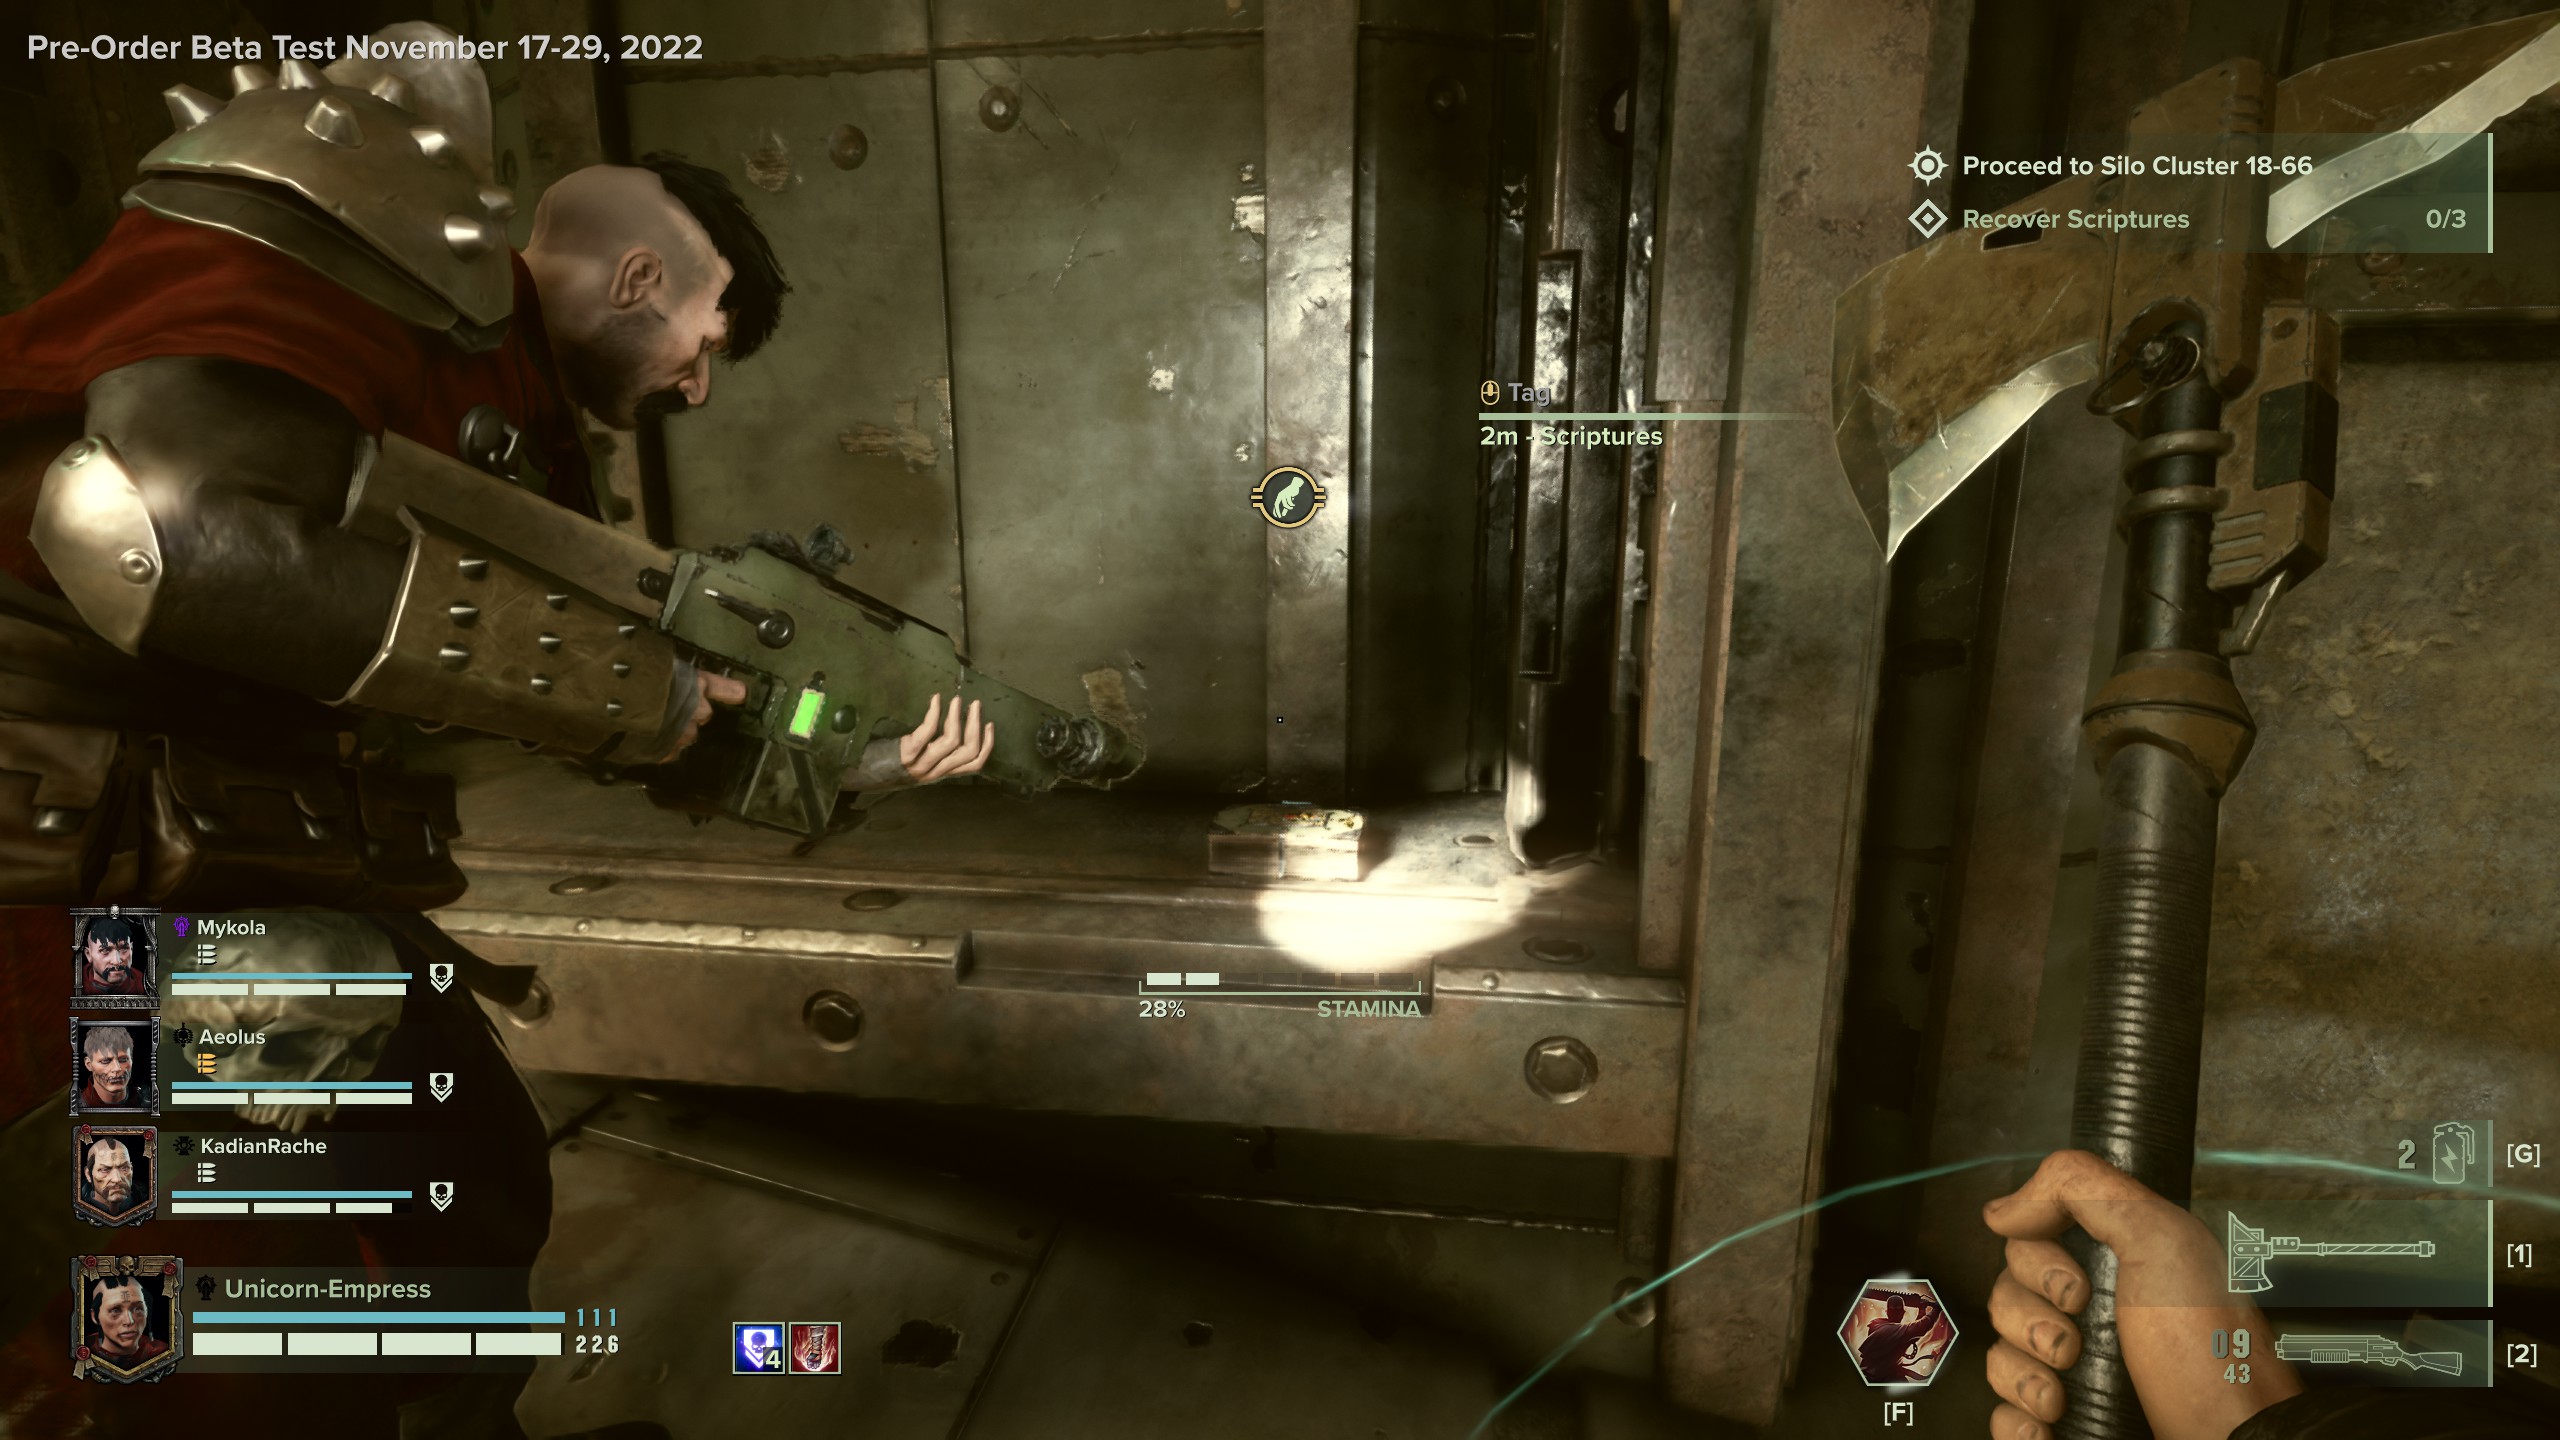 Pre-Order Beta Test November 17-29, 2022
Proceed to Silo Cluster 18-66
Recover Scriptures 0/3
Tag
2m - Scriptures
Mykola
Aeolus
KadianRache
Unicorn-Empress
111
226
4
28% STAMINA
[F]
2 [G]
[1]
09
43
[2]